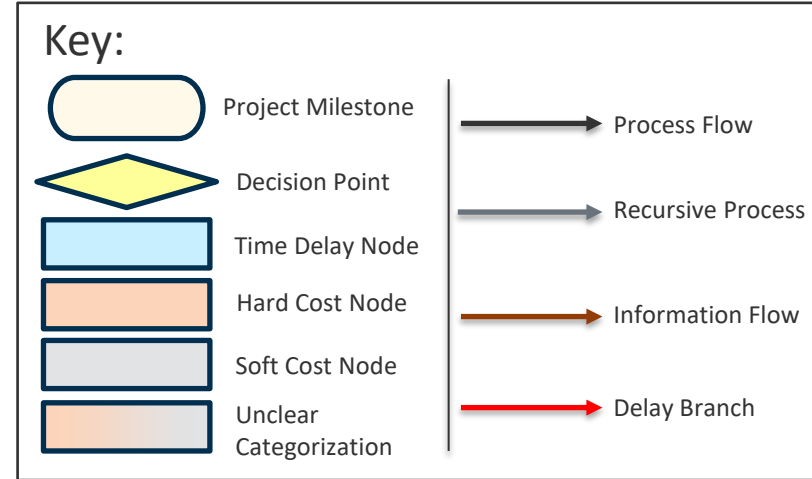 Key:
Project Milestone
Decision Point
Time Delay Node
Hard Cost Node
Soft Cost Node
Unclear
Categorization
Process Flow
Recursive Process
Information Flow
Delay Branch